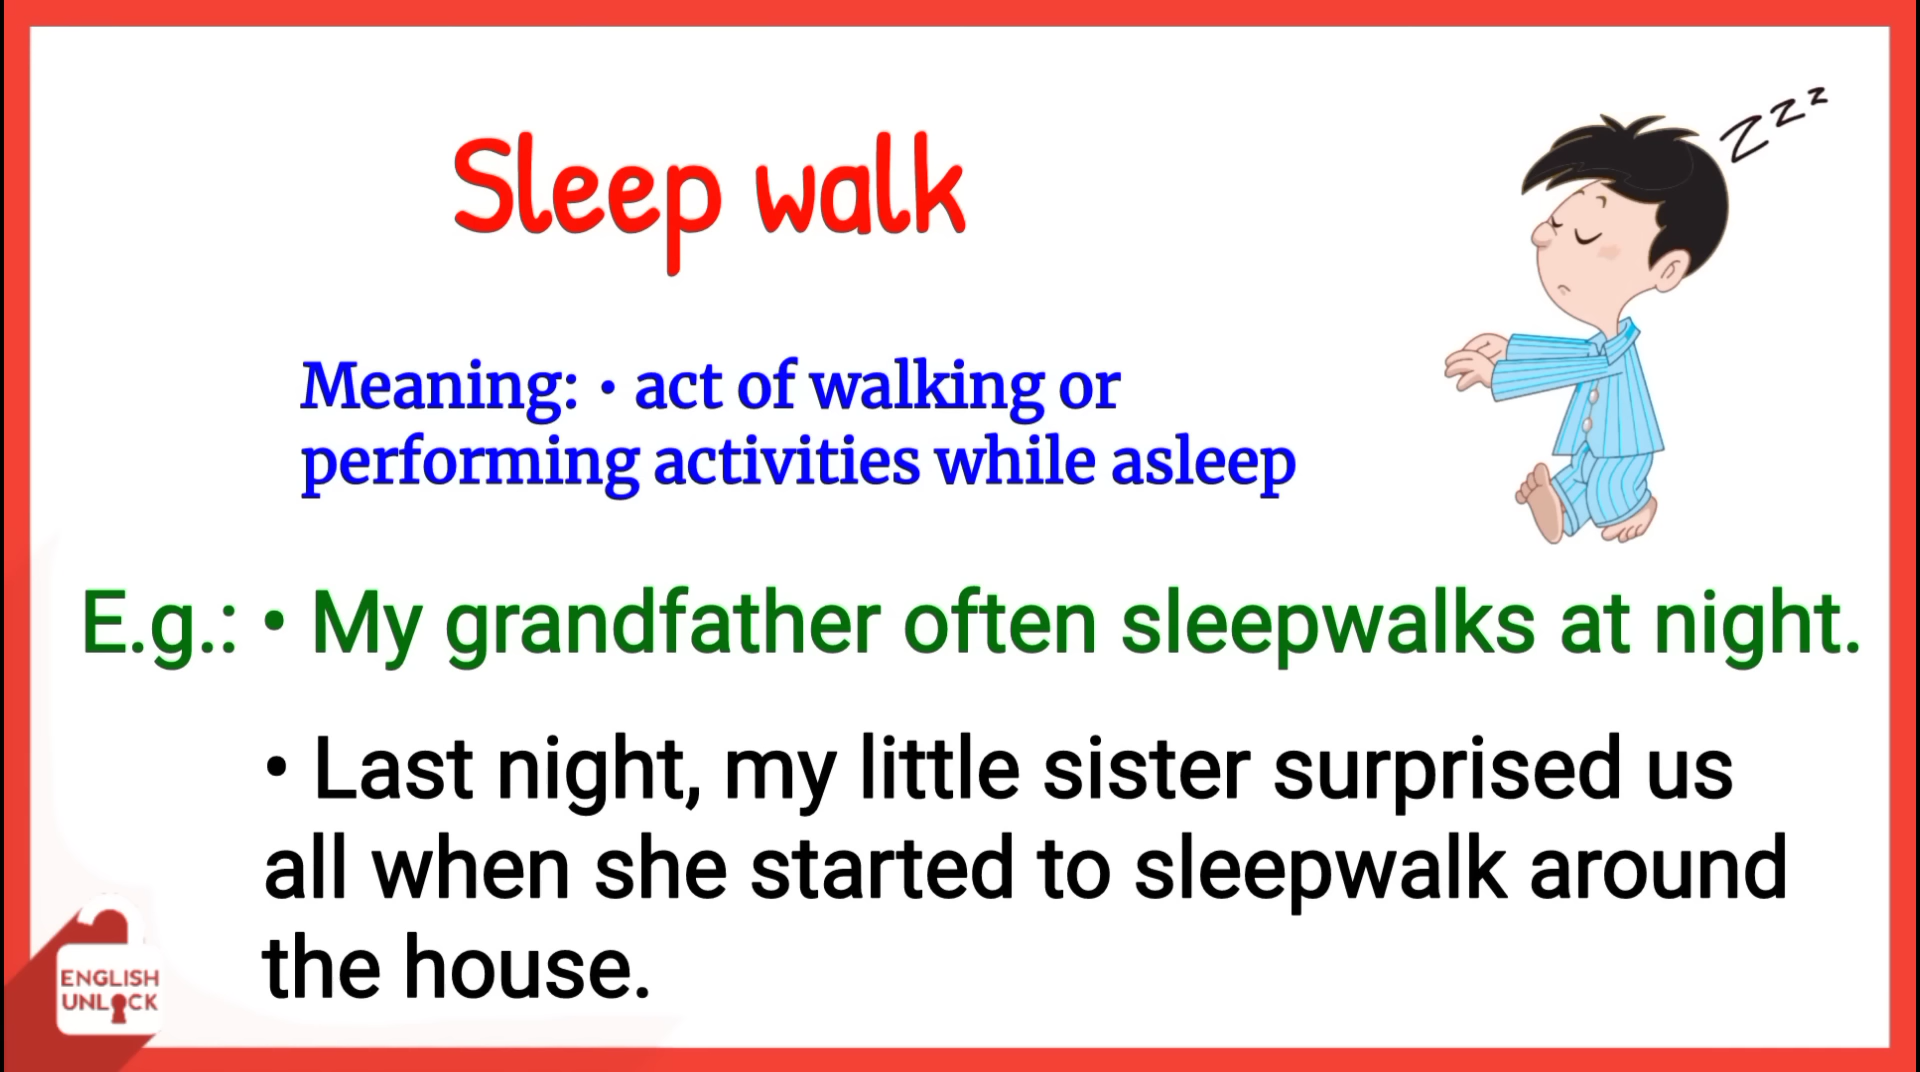 zzz
Sleep walk
Meaning: • act of walking or
performing activities while asleep
E.g.: • My grandfather often sleepwalks at night.
• Last night, my little sister surprised us
all when she started to sleepwalk around
the house.
ENGLISH
UNLOCK